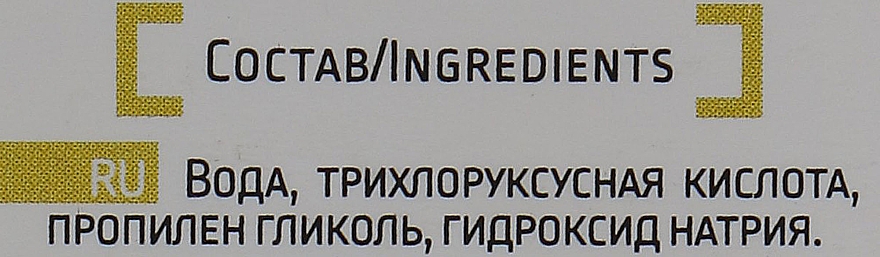 Состав/Ingredients
RU Вода, трихлоруксусная кислота,
пропилен гликоль, гидроксид натрия.